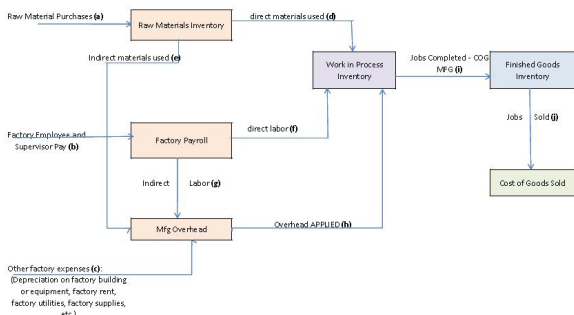 Raw Material Purchases (a)
Raw Materials Inventory
direct materials used (d)
Indirect materials used (e)
Work in Process
Inventory
Jobs Completed - COG
MFG (i)
Finished Goods
Inventory
Factory Employee and
Supervisor Pay (b)
Factory Payroll
direct labor (f)
Jobs Sold (j)
Indirect Labor (g)
Cost of Goods Sold
Mfg Overhead
Overhead APPLIED (h)
Other factory expenses (c):
(Depreciation on factory building
or equipment, factory rent,
factory utilities, factory supplies,
etc.)